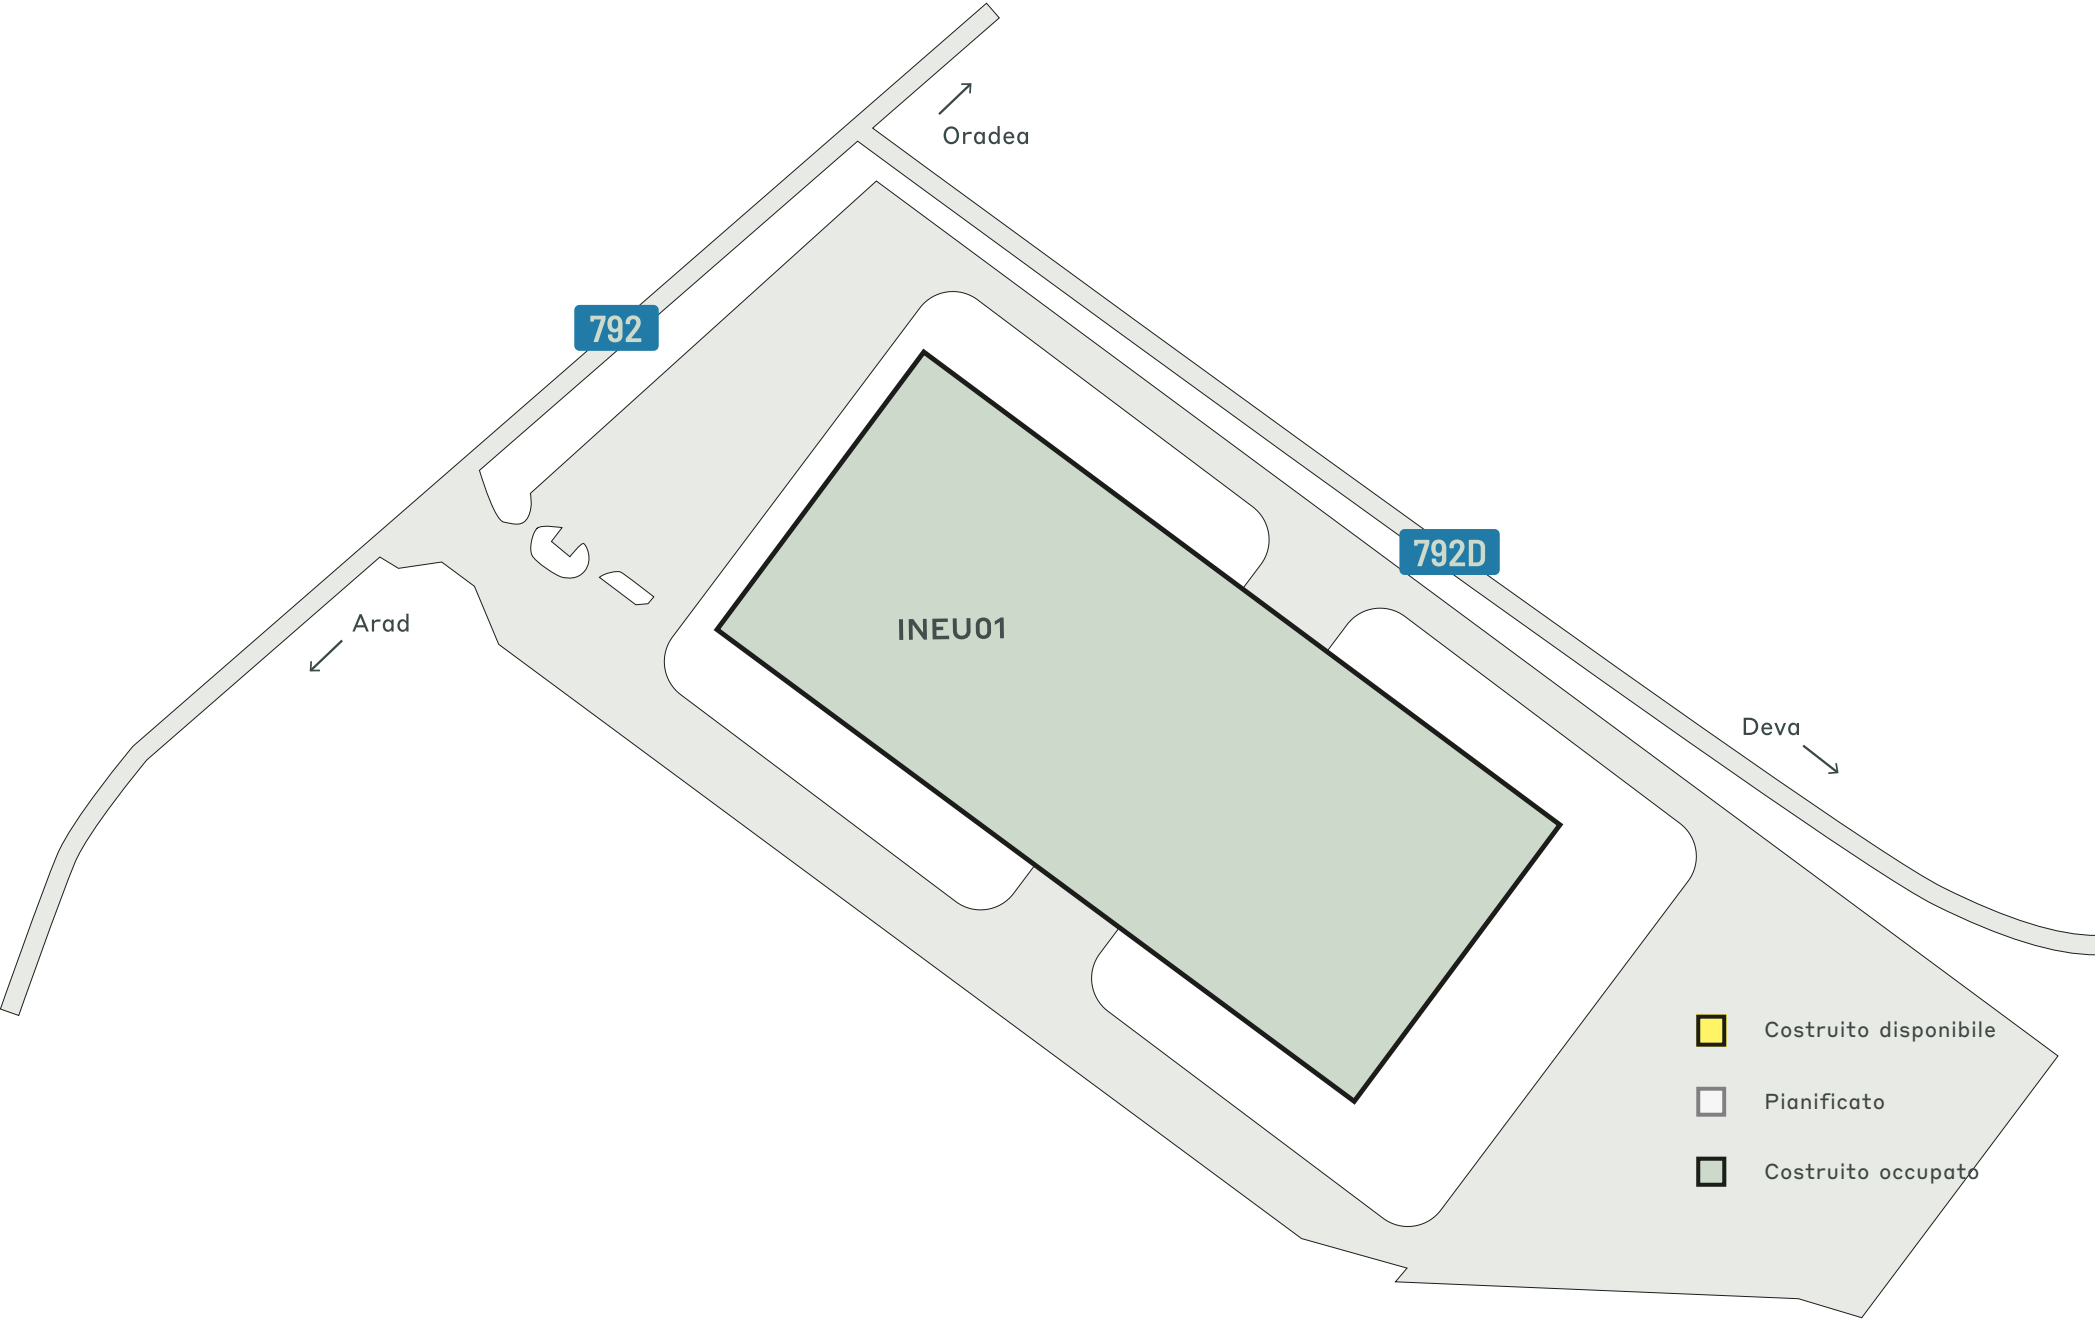 Oradea
792
792D
Arad
INEU01
Deva
Costruito disponibile
Pianificato
Costruito occupato